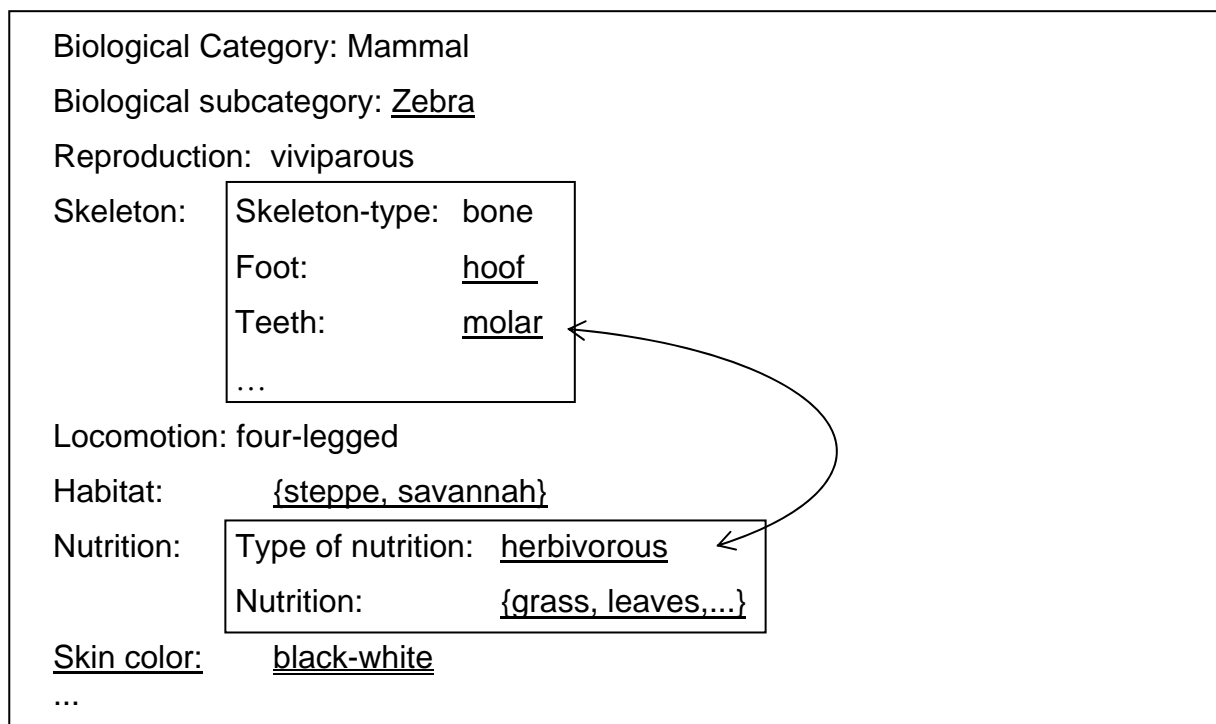 Biological Category: Mammal
Biological subcategory: Zebra
Reproduction: viviparous
Skeleton: Skeleton-type: bone
Foot: hoof
Teeth: molar
…
Locomotion: four-legged
Habitat: {steppe, savannah}
Nutrition: Type of nutrition: herbivorous
Nutrition: {grass, leaves,...}
Skin color: black-white
...